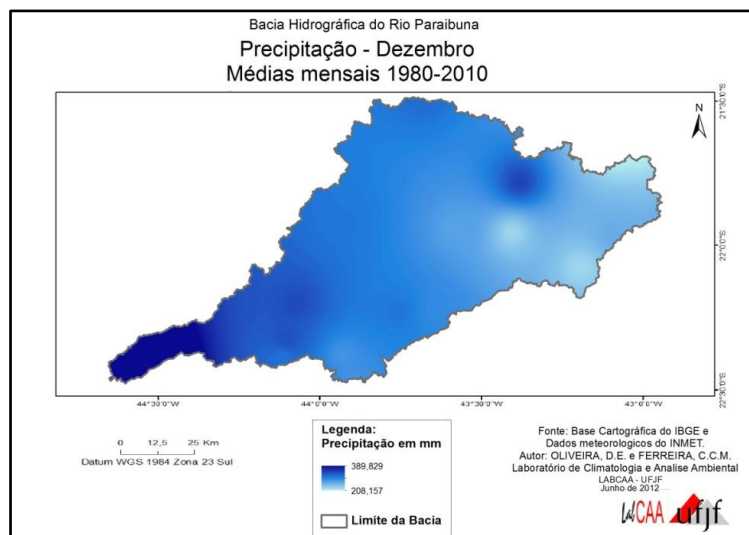 Bacia Hidrográfica do Rio Paraibuna
Precipitação - Dezembro
Médias mensais 1980-2010
21°30'0"S
N
22°0'0"S
22°30'0"S
44°30'0"W
44°0'0"W
43°30'0"W
43°0'0"W
0 12,5 25 Km
Datum WGS 1984 Zona 23 Sul
Legenda:
Precipitação em mm
389,829
208,157
Limite da Bacia
Fonte: Base Cartográfica do IBGE e
Dados meteorologicos do INMET.
Autor: OLIVEIRA, D.E. e FERREIRA, C.C.M.
Laboratório de Climatologia e Analise Ambiental
LABCAA - UFJF
Junho de 2012
LabCAA ufjf